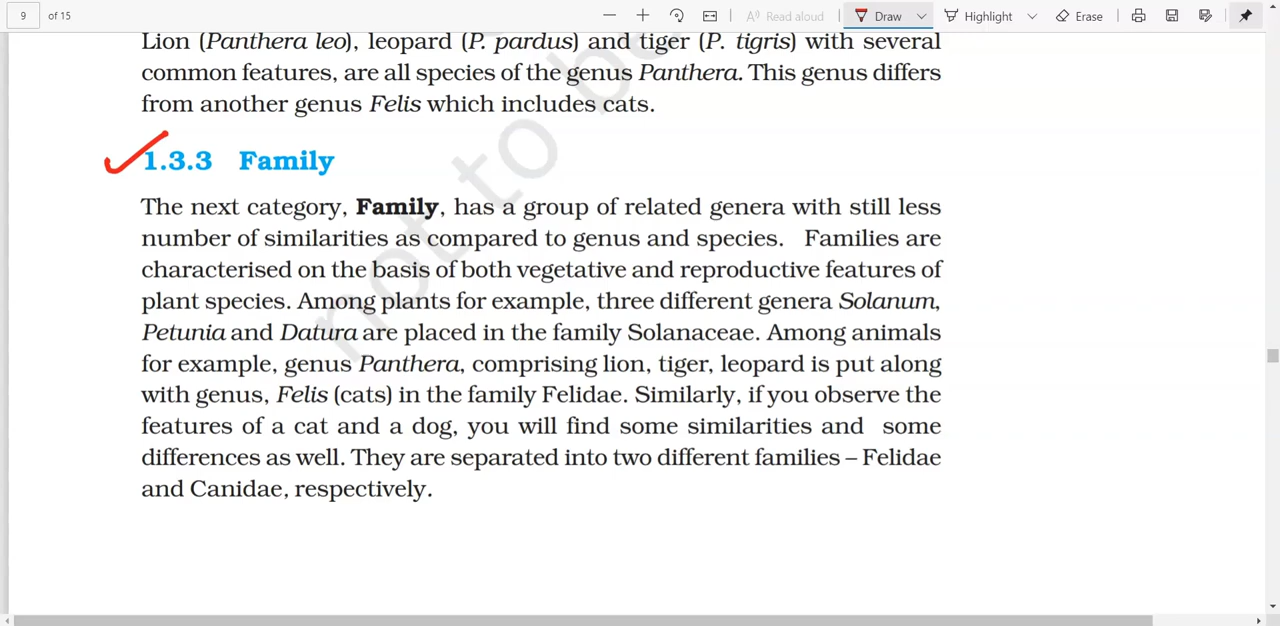 9 of 15 Read aloud Draw Highlight Erase
Lion (Panthera leo), leopard (P. pardus) and tiger (P. tigris) with several
common features, are all species of the genus Panthera. This genus differs
from another genus Felis which includes cats.
1.3.3 Family
The next category, Family, has a group of related genera with still less
number of similarities as compared to genus and species. Families are
characterised on the basis of both vegetative and reproductive features of
plant species. Among plants for example, three different genera Solanum,
Petunia and Datura are placed in the family Solanaceae. Among animals
for example, genus Panthera, comprising lion, tiger, leopard is put along
with genus, Felis (cats) in the family Felidae. Similarly, if you observe the
features of a cat and a dog, you will find some similarities and some
differences as well. They are separated into two different families – Felidae
and Canidae, respectively.
not to be